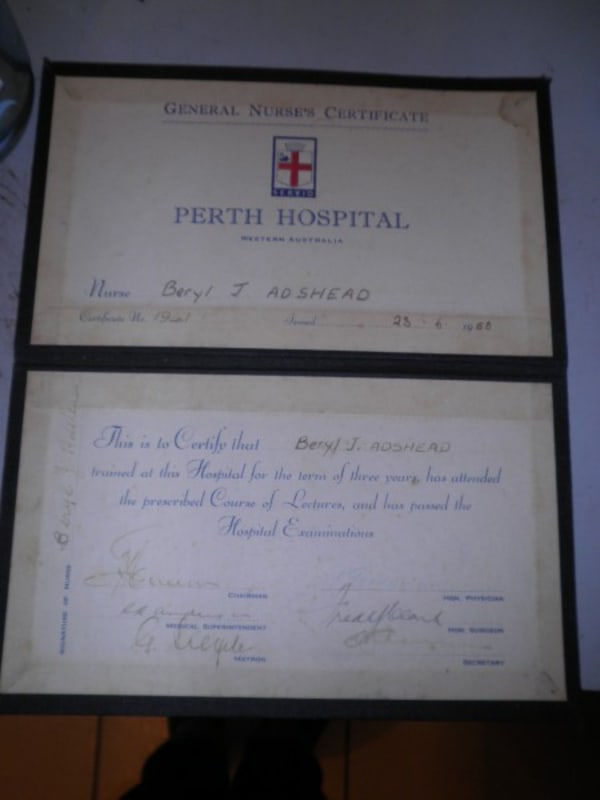 GENERAL NURSE'S CERTIFICATE
SERVIO
PERTH HOSPITAL
WESTERN AUSTRALIA
Nurse Beryl J ADSHEAD
Certificate No. Issued 23 . 6 . 19
This is to Certify that Beryl J. ADSHEAD
trained at this Hospital for the term of three years, has attended
the prescribed Course of Lectures, and has passed the
Hospital Examinations
CHAIRMAN
HON. PHYSICIAN
MEDICAL SUPERINTENDENT
HON. SURGEON
MATRON
SECRETARY
SIGNATURE OF NURSE Beryl J